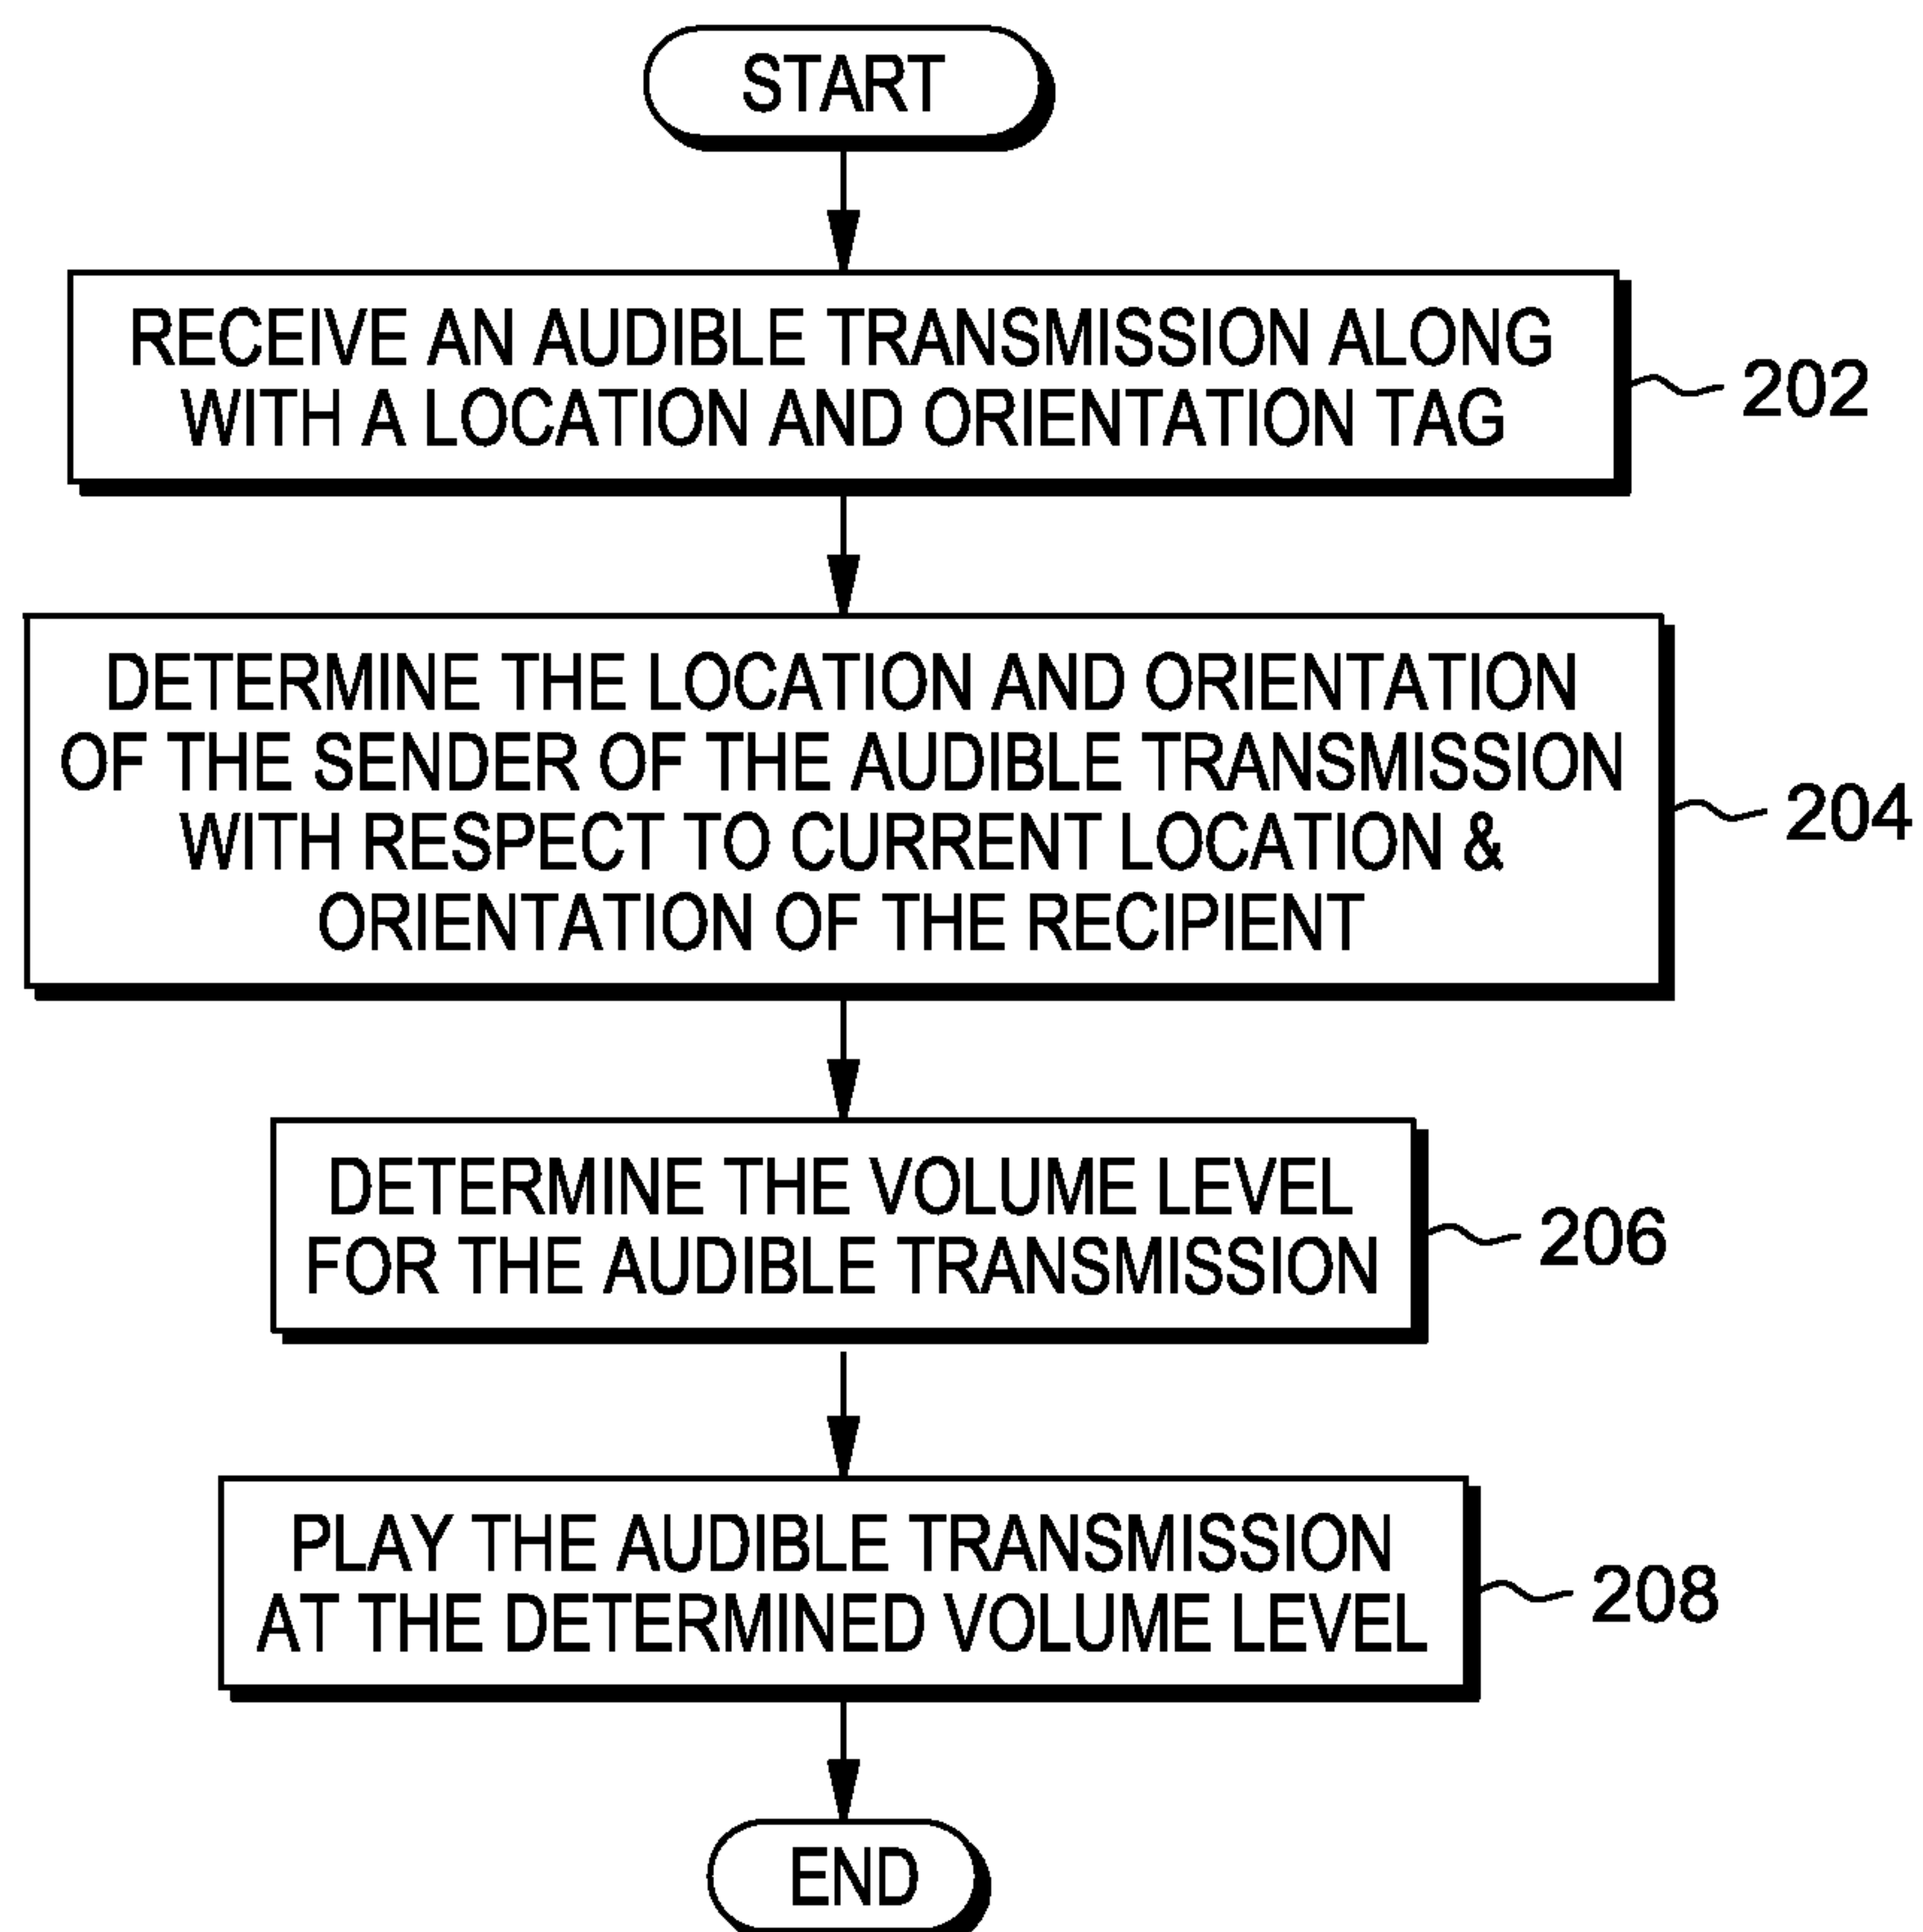 START
RECEIVE AN AUDIBLE TRANSMISSION ALONG
WITH A LOCATION AND ORIENTATION TAG
202
DETERMINE THE LOCATION AND ORIENTATION
OF THE SENDER OF THE AUDIBLE TRANSMISSION
WITH RESPECT TO CURRENT LOCATION &
ORIENTATION OF THE RECIPIENT
204
DETERMINE THE VOLUME LEVEL
FOR THE AUDIBLE TRANSMISSION
206
PLAY THE AUDIBLE TRANSMISSION
AT THE DETERMINED VOLUME LEVEL
208
END